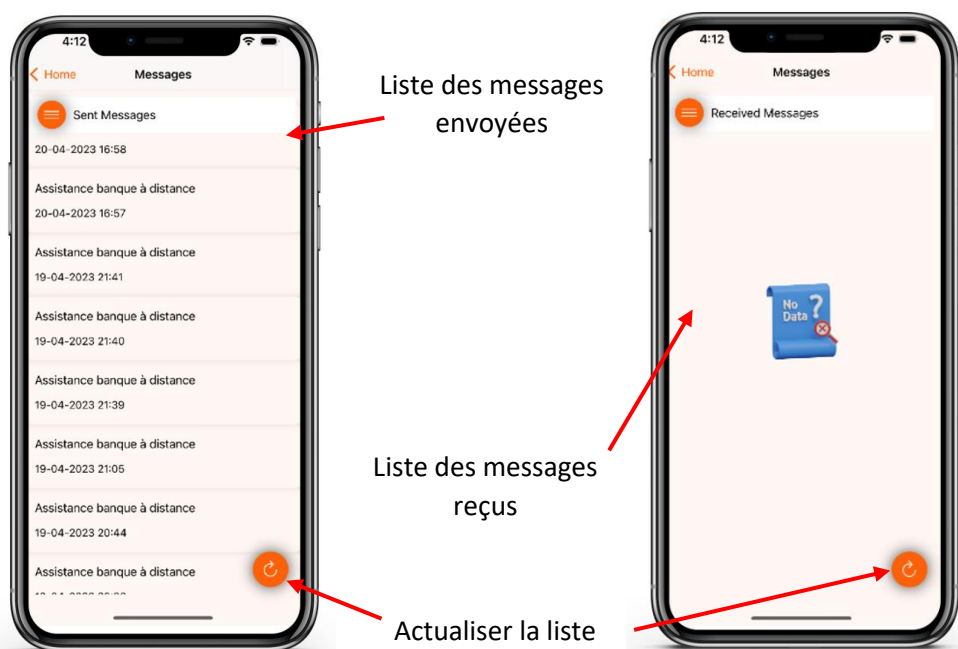 4:12
Home Messages
Sent Messages
20-04-2023 16:58
Assistance banque à distance
20-04-2023 16:57
Assistance banque à distance
19-04-2023 21:41
Assistance banque à distance
19-04-2023 21:40
Assistance banque à distance
19-04-2023 21:39
Assistance banque à distance
19-04-2023 21:05
Assistance banque à distance
19-04-2023 20:44
Assistance banque à distance
Liste des messages
envoyées
Liste des messages
reçus
Actualiser la liste
4:12
Home Messages
Received Messages
No
Data ?